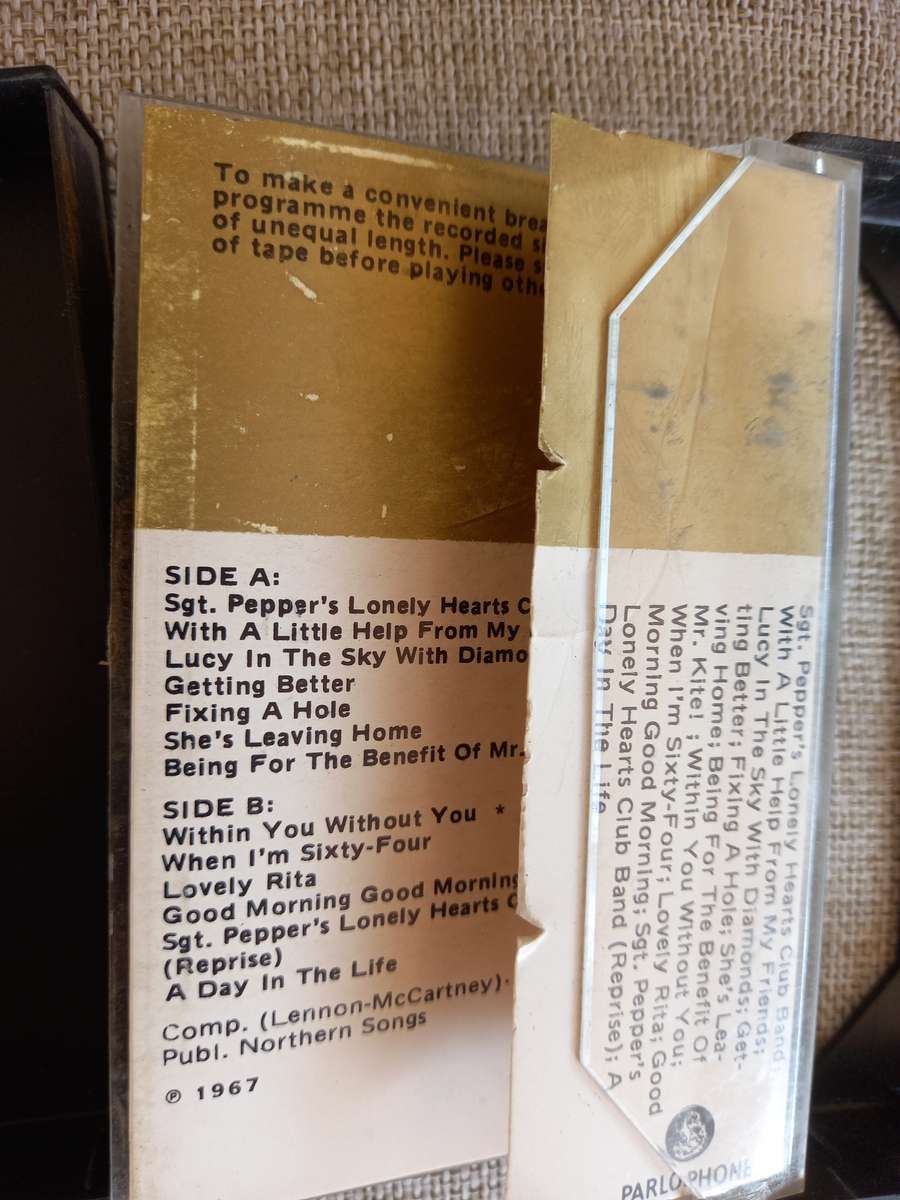 To make a convenient brea
programme the recorded s
of unequal length. Please s
of tape before playing oth
SIDE A:
Sgt. Pepper's Lonely Hearts C
With A Little Help From My
Lucy In The Sky With Diamo
Getting Better
Fixing A Hole
She's Leaving Home
Being For The Benefit Of Mr.
SIDE B:
Within You Without You *
When I'm Sixty-Four
Lovely Rita
Good Morning Good Morning
Sgt. Pepper's Lonely Hearts C
(Reprise)
A Day In The Life
Comp. (Lennon-McCartney).
Publ. Northern Songs
℗ 1967
Sgt. Pepper's Lonely Hearts Club Band;
With A Little Help From My Friends;
Lucy In The Sky With Diamonds; Get-
ting Better; Fixing A Hole; She's Lea-
ving Home; Being For The Benefit Of
Mr. Kite! ; Within You Without You;
When I'm Sixty-Four; Lovely Rita; Good
Morning Good Morning; Sgt. Pepper's
Lonely Hearts Club Band (Reprise); A
Day In The Life
PARLOPHONE